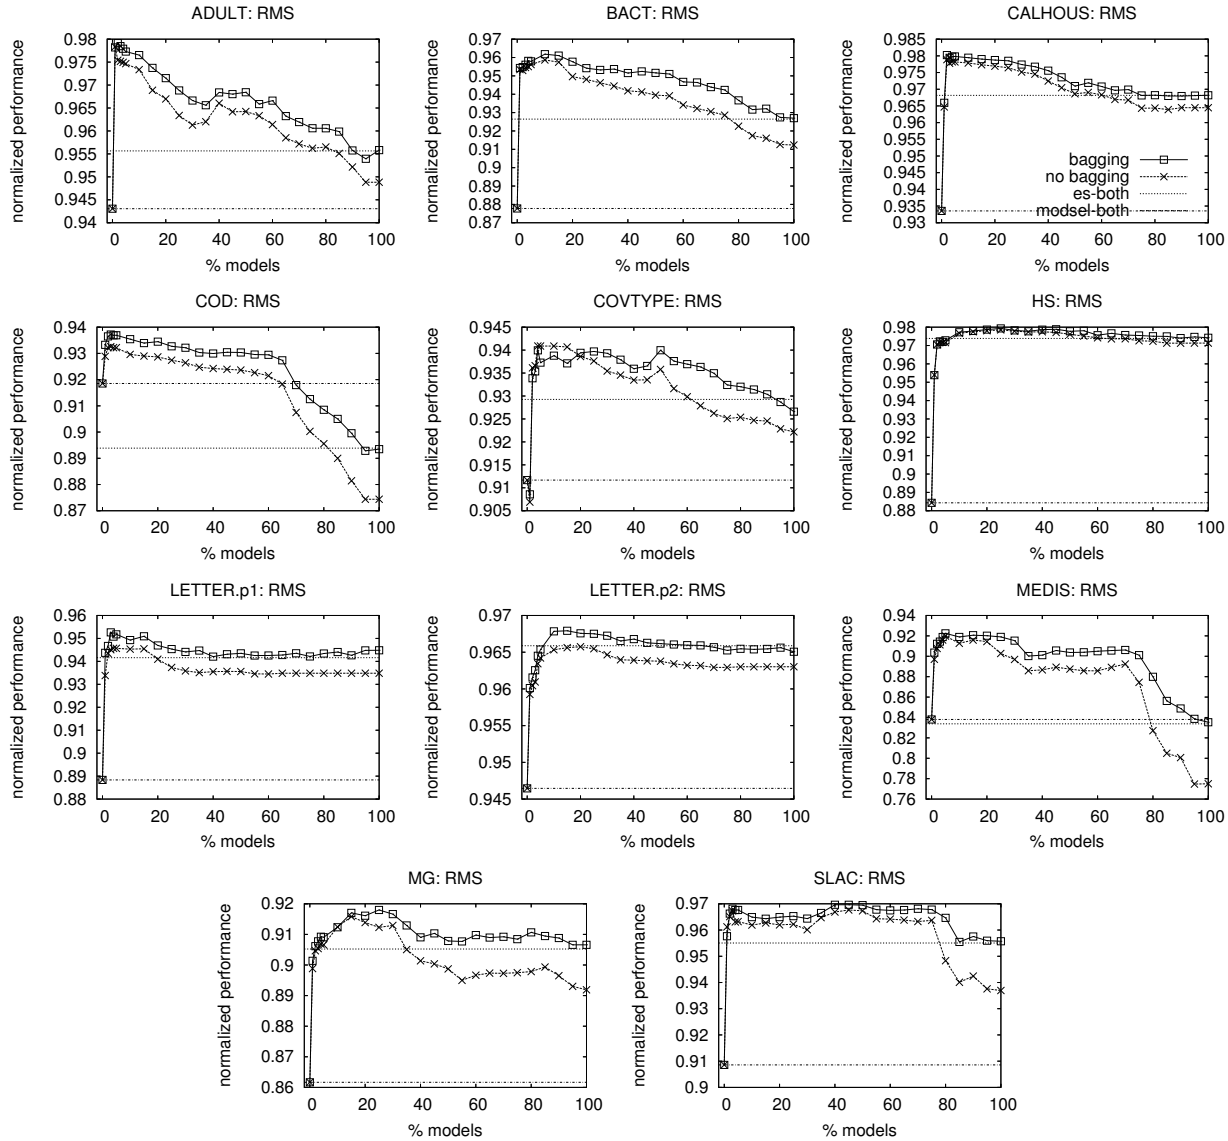 ADULT: RMS
normalized performance
0.98
0.975
0.97
0.965
0.96
0.955
0.95
0.945
0.94
0 20 40 60 80 100
% models
BACT: RMS
normalized performance
0.97
0.96
0.95
0.94
0.93
0.92
0.91
0.9
0.89
0.88
0.87
0 20 40 60 80 100
% models
CALHOUS: RMS
normalized performance
0.985
0.98
0.975
0.97
0.965
0.96
0.955
0.95
0.945
0.94
0.935
0.93
bagging
no bagging
es-both
modsel-both
0 20 40 60 80 100
% models
COD: RMS
normalized performance
0.94
0.93
0.92
0.91
0.9
0.89
0.88
0.87
0 20 40 60 80 100
% models
COVTYPE: RMS
normalized performance
0.945
0.94
0.935
0.93
0.925
0.92
0.915
0.91
0.905
0 20 40 60 80 100
% models
HS: RMS
normalized performance
0.98
0.97
0.96
0.95
0.94
0.93
0.92
0.91
0.9
0.89
0.88
0 20 40 60 80 100
% models
LETTER.p1: RMS
normalized performance
0.96
0.95
0.94
0.93
0.92
0.91
0.9
0.89
0.88
0 20 40 60 80 100
% models
LETTER.p2: RMS
normalized performance
0.97
0.965
0.96
0.955
0.95
0.945
0 20 40 60 80 100
% models
MEDIS: RMS
normalized performance
0.94
0.92
0.9
0.88
0.86
0.84
0.82
0.8
0.78
0.76
0 20 40 60 80 100
% models
MG: RMS
normalized performance
0.92
0.91
0.9
0.89
0.88
0.87
0.86
0 20 40 60 80 100
% models
SLAC: RMS
normalized performance
0.97
0.96
0.95
0.94
0.93
0.92
0.91
0.9
0 20 40 60 80 100
% models